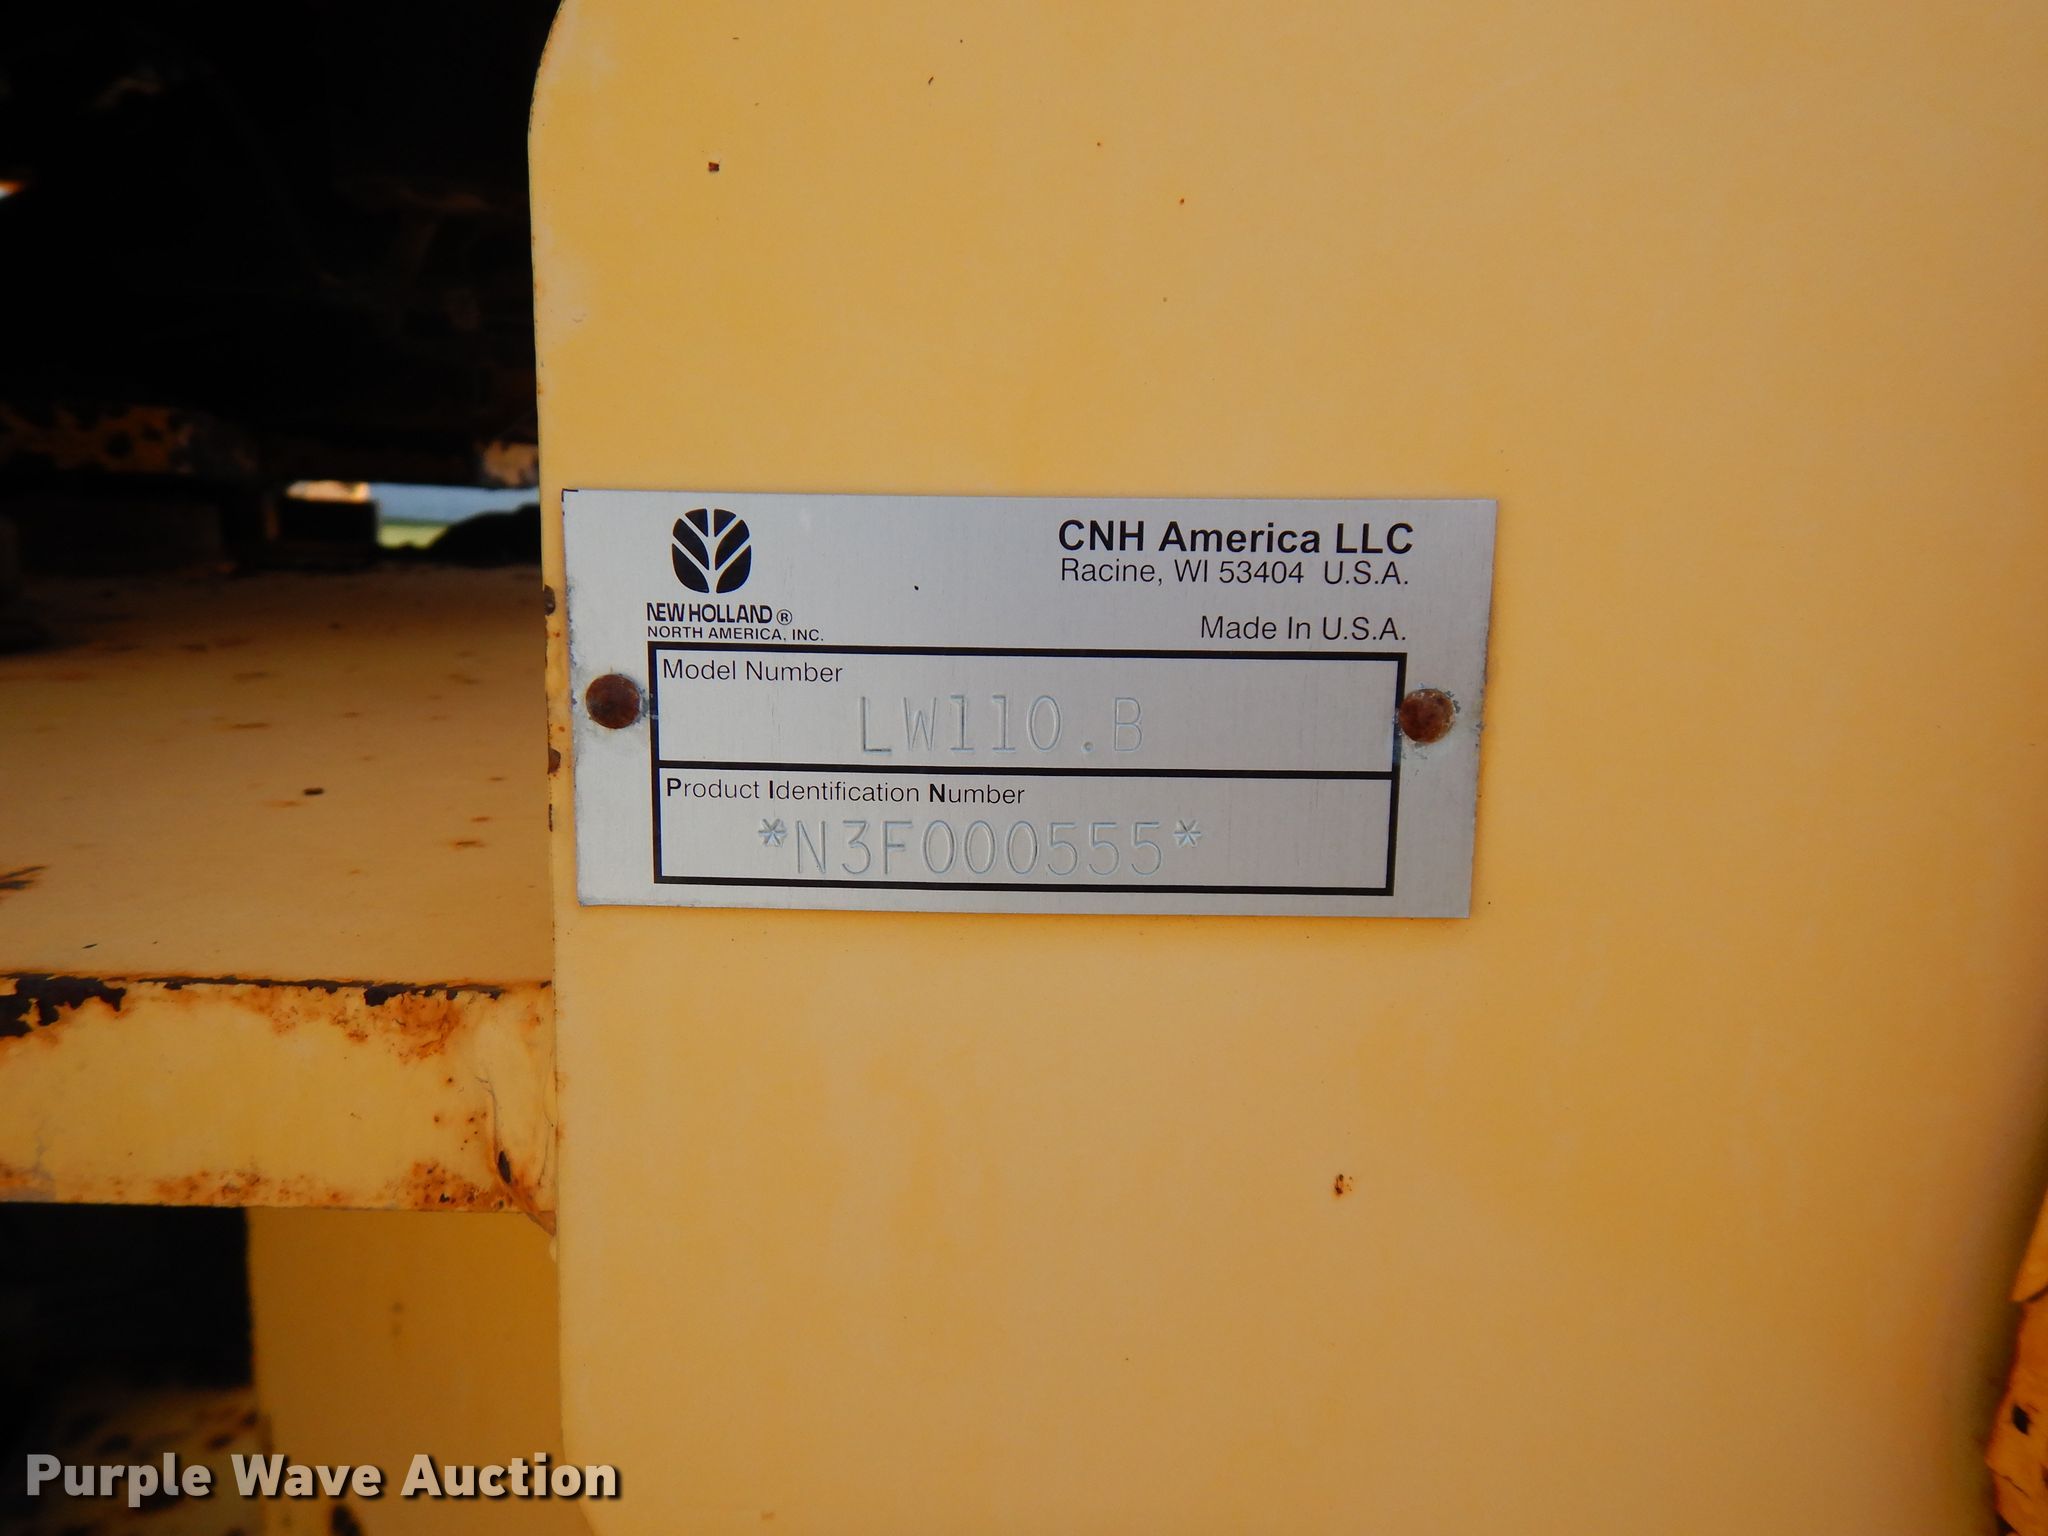 CNH America LLC
Racine, WI 53404 U.S.A.
NEW HOLLAND®
NORTH AMERICA, INC.
Made In U.S.A.
Model Number
LW110.B
Product Identification Number
*N3F000555*
Purple Wave Auction